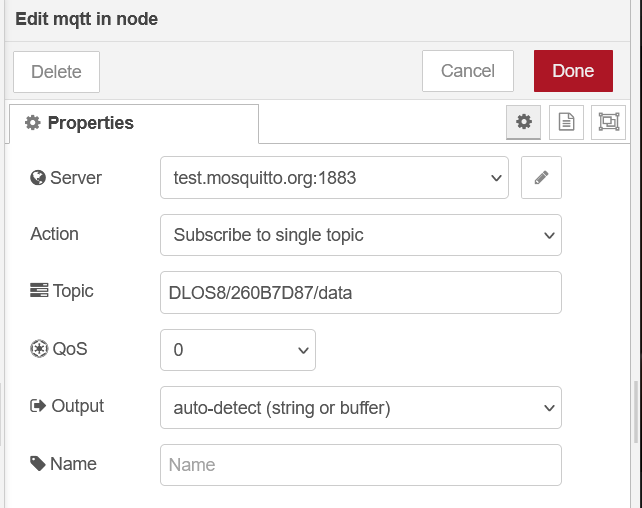 Edit mqtt in node
Delete Cancel Done
Properties
Server test.mosquitto.org:1883
Action Subscribe to single topic
Topic DLOS8/260B7D87/data
QoS 0
Output auto-detect (string or buffer)
Name Name